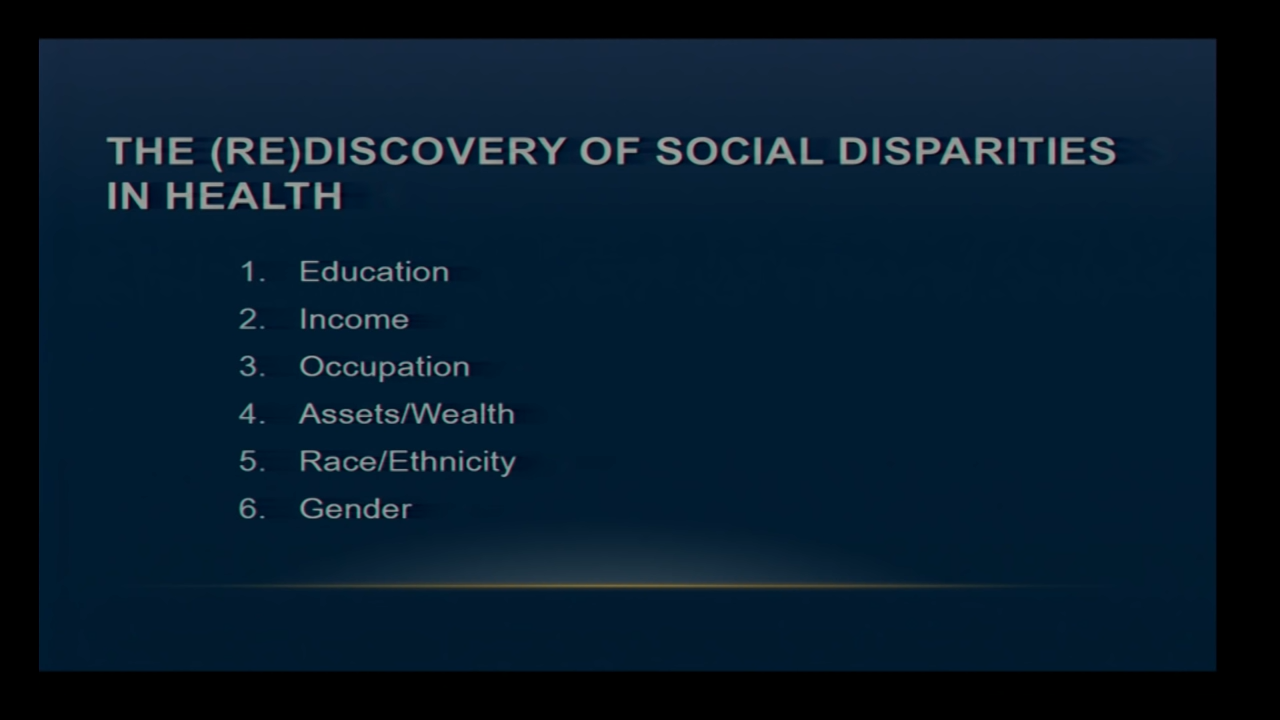 THE (RE)DISCOVERY OF SOCIAL DISPARITIES
IN HEALTH
1. Education
2. Income
3. Occupation
4. Assets/Wealth
5. Race/Ethnicity
6. Gender